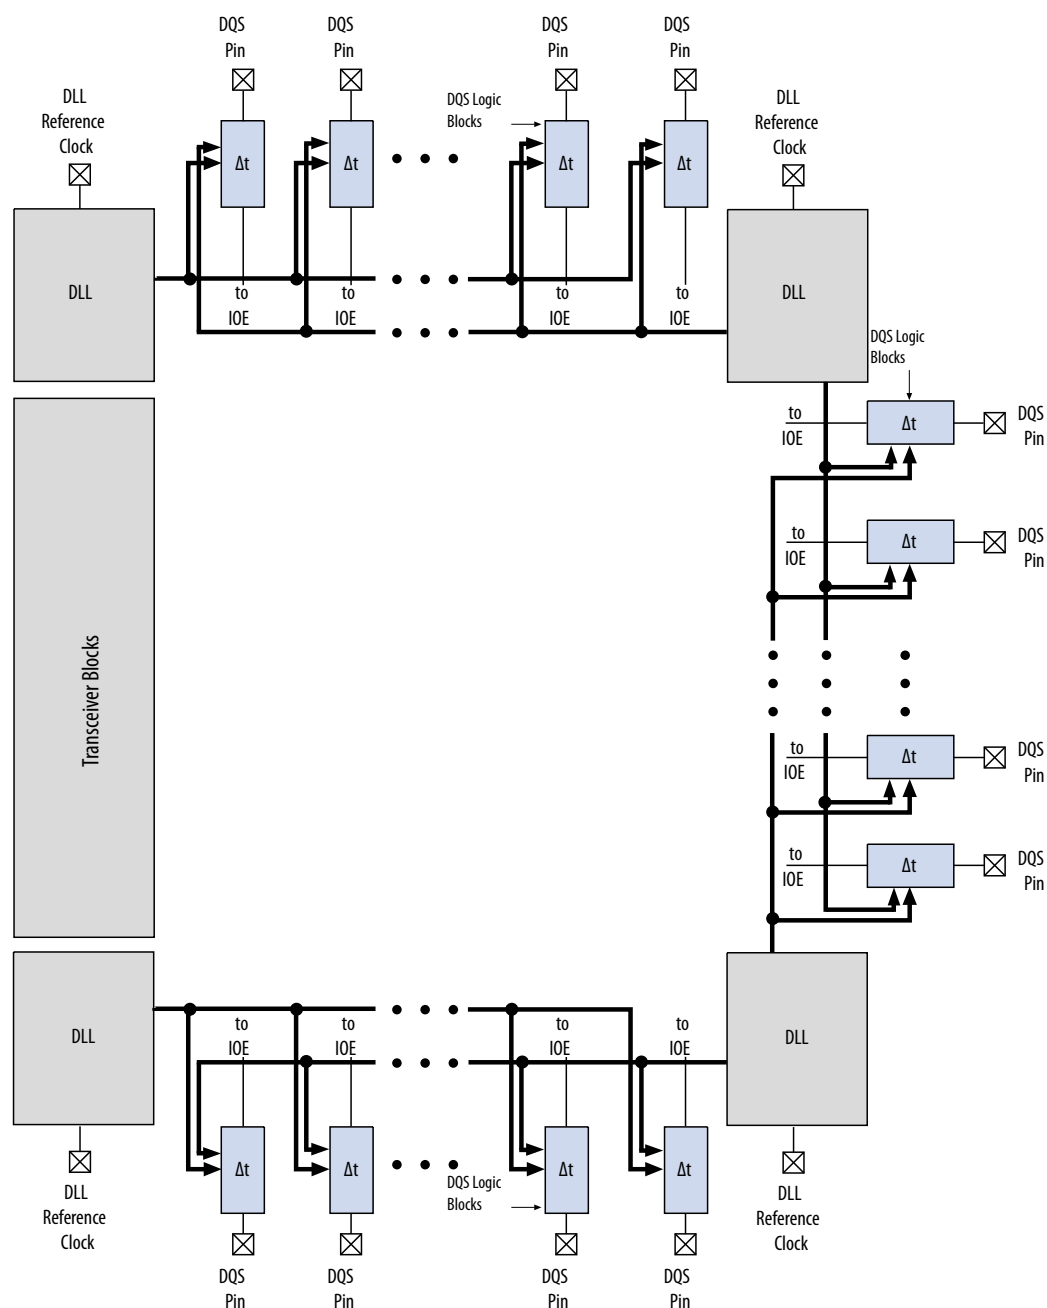 DQS
Pin
DQS
Pin
DQS
Pin
DQS
Pin
DLL
Reference
Clock
DQS Logic
Blocks
DLL
Reference
Clock
Δt
Δt
Δt
Δt
DLL
DLL
to
IOE
to
IOE
to
IOE
to
IOE
DQS Logic
Blocks
to
IOE
Δt
DQS
Pin
to
IOE
Δt
DQS
Pin
Transceiver Blocks
to
IOE
Δt
DQS
Pin
to
IOE
Δt
DQS
Pin
DLL
DLL
to
IOE
to
IOE
to
IOE
to
IOE
Δt
Δt
Δt
Δt
DLL
Reference
Clock
DQS Logic
Blocks
DLL
Reference
Clock
DQS
Pin
DQS
Pin
DQS
Pin
DQS
Pin